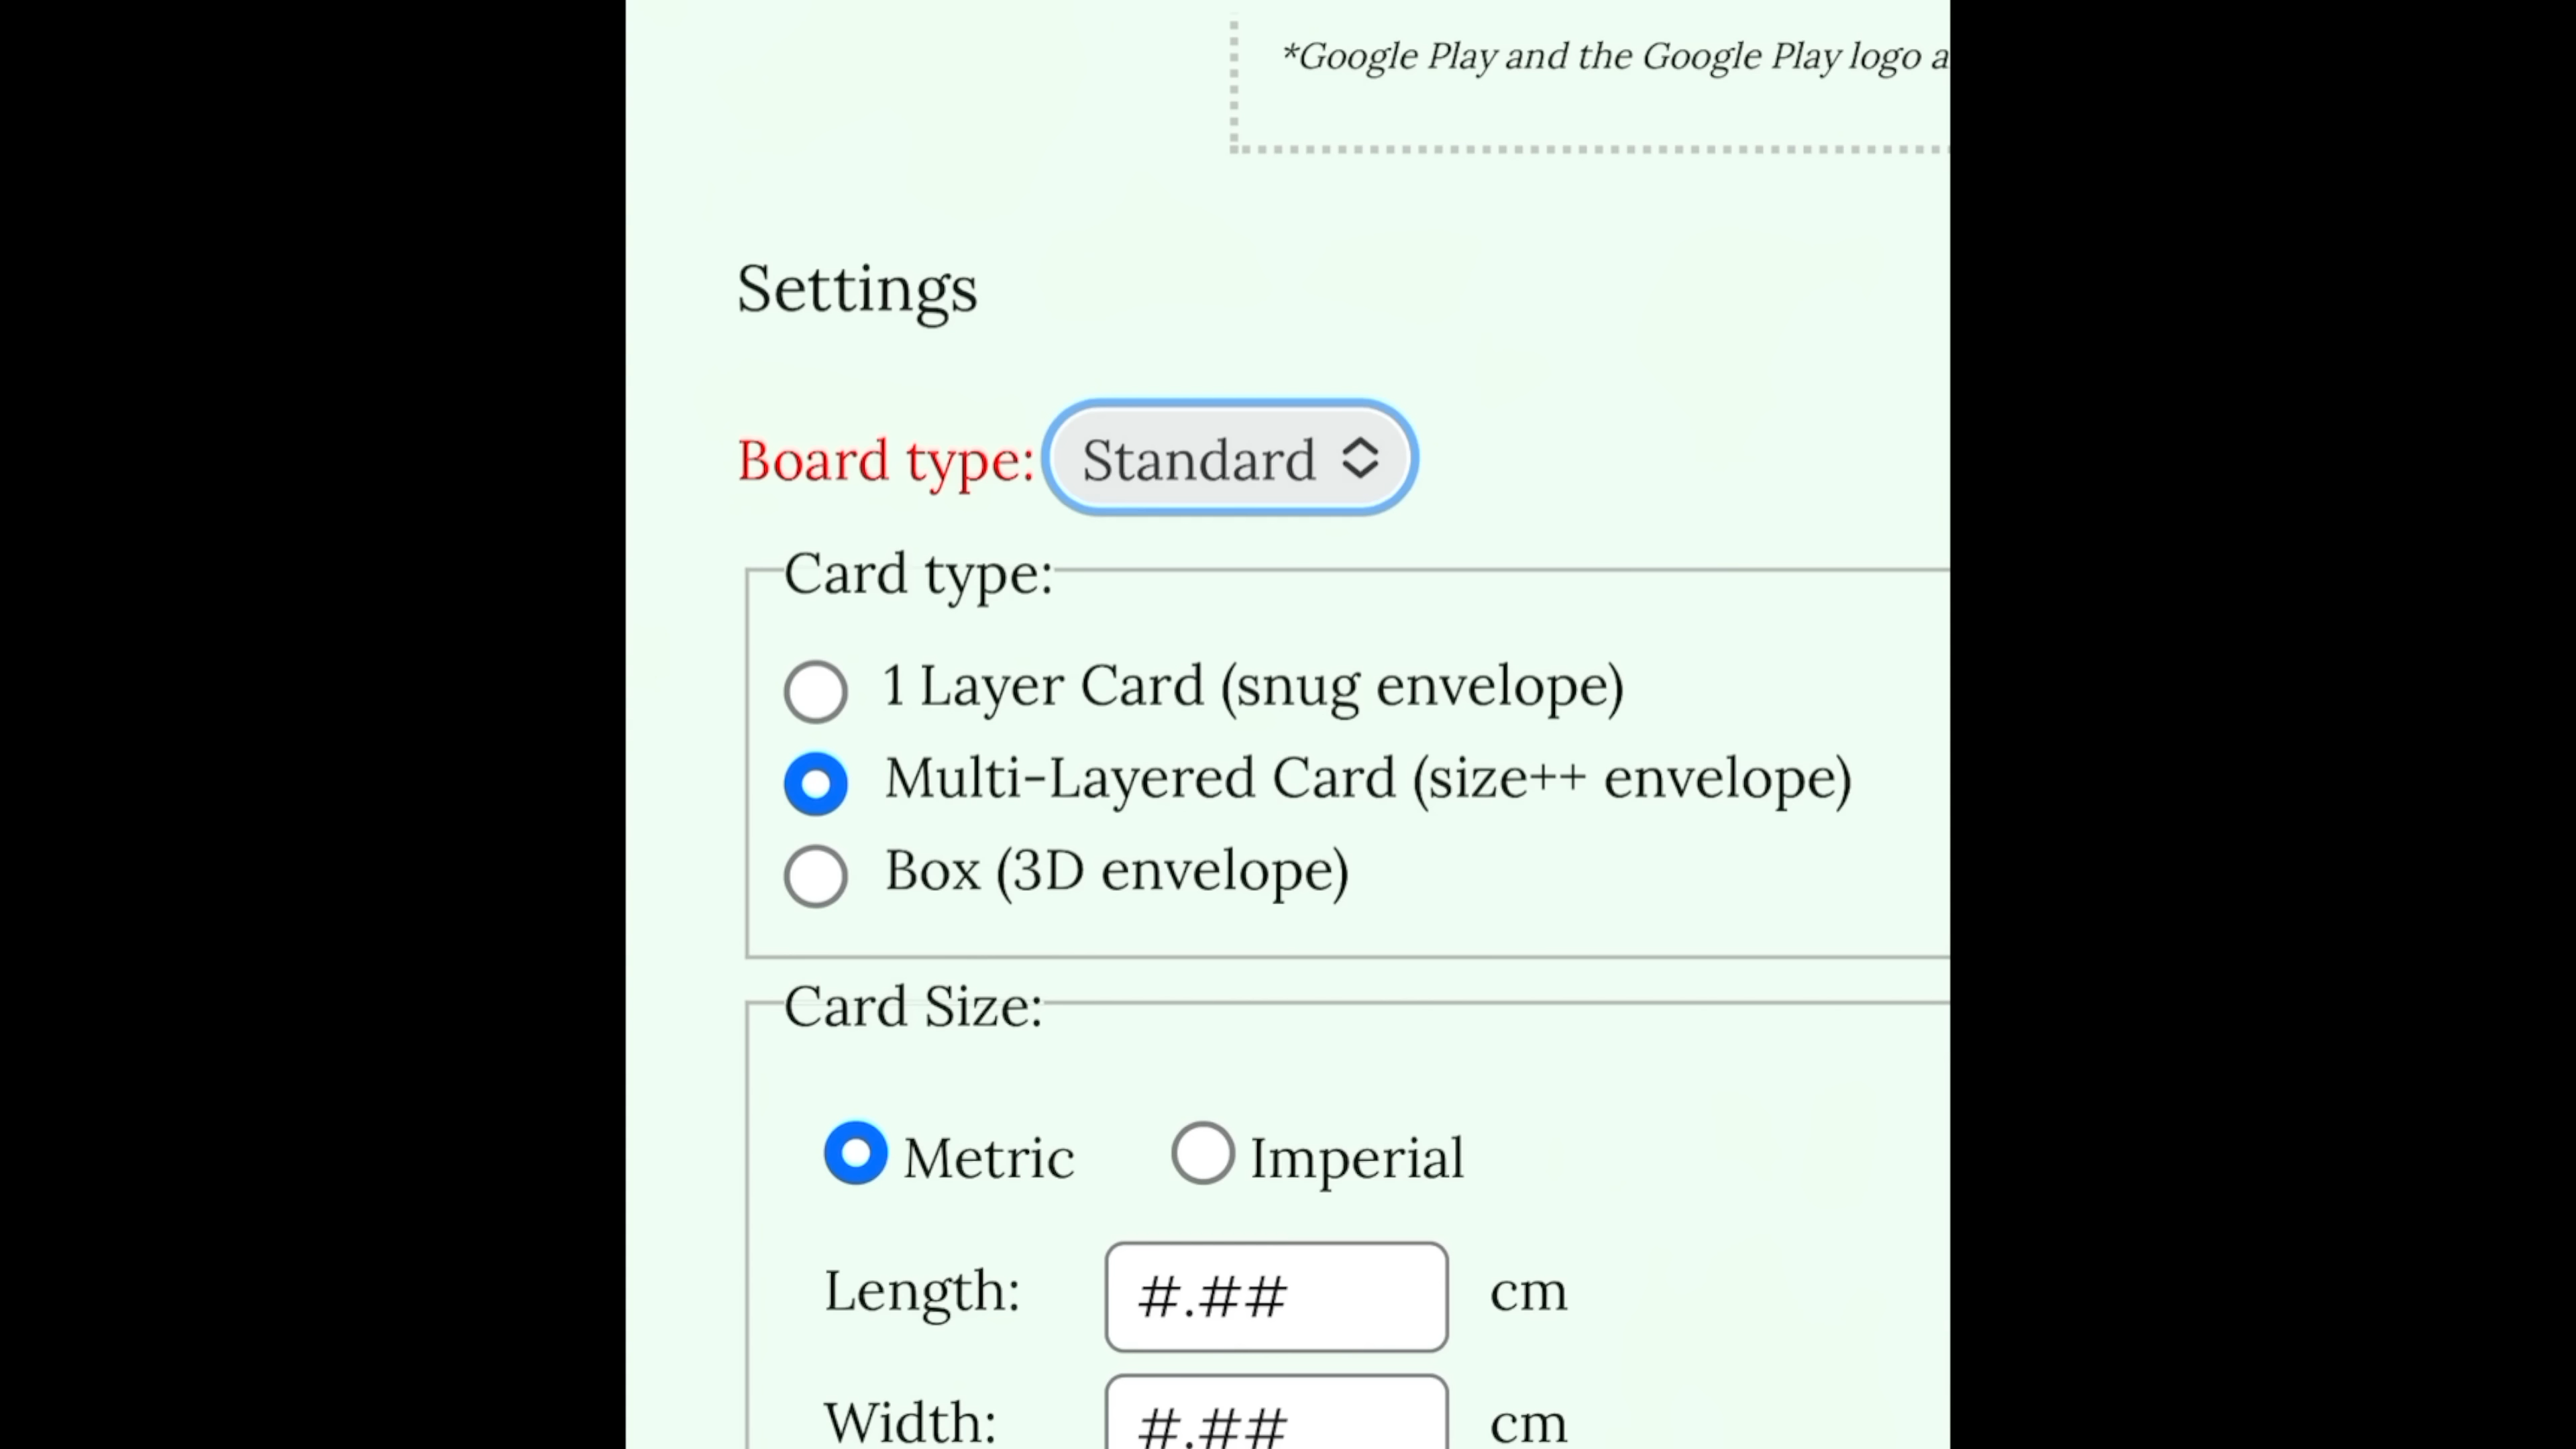 *Google Play and the Google Play logo a
Settings
Board type: Standard
Card type:
1 Layer Card (snug envelope)
Multi-Layered Card (size++ envelope)
Box (3D envelope)
Card Size:
Metric Imperial
Length: #.## cm
Width: #.## cm